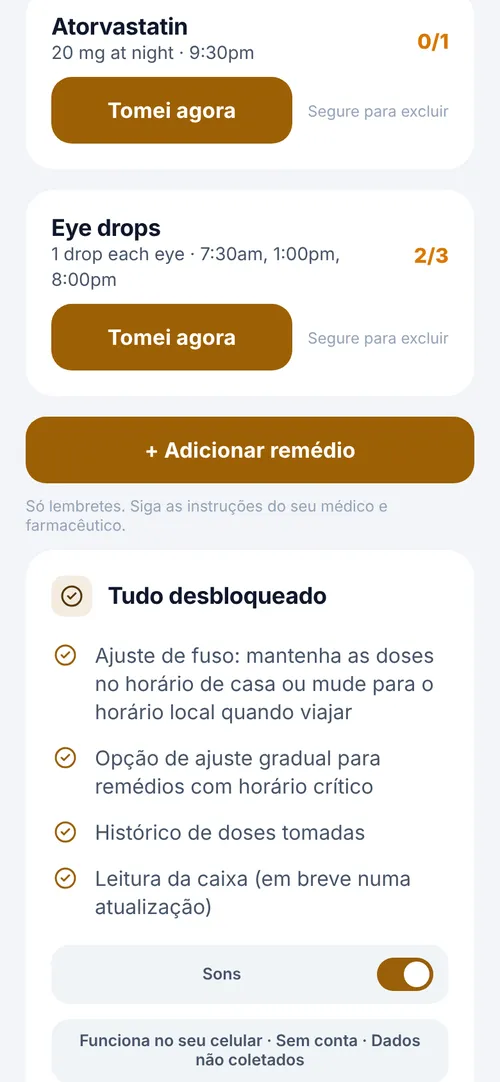 Atorvastatin
20 mg at night · 9:30pm
0/1
Tomei agora
Segure para excluir
Eye drops
1 drop each eye · 7:30am, 1:00pm,
8:00pm
2/3
Tomei agora
Segure para excluir
+ Adicionar remédio
Só lembretes. Siga as instruções do seu médico e
farmacêutico.
Tudo desbloqueado
Ajuste de fuso: mantenha as doses
no horário de casa ou mude para o
horário local quando viajar
Opção de ajuste gradual para
remédios com horário crítico
Histórico de doses tomadas
Leitura da caixa (em breve numa
atualização)
Sons
Funciona no seu celular · Sem conta · Dados
não coletados